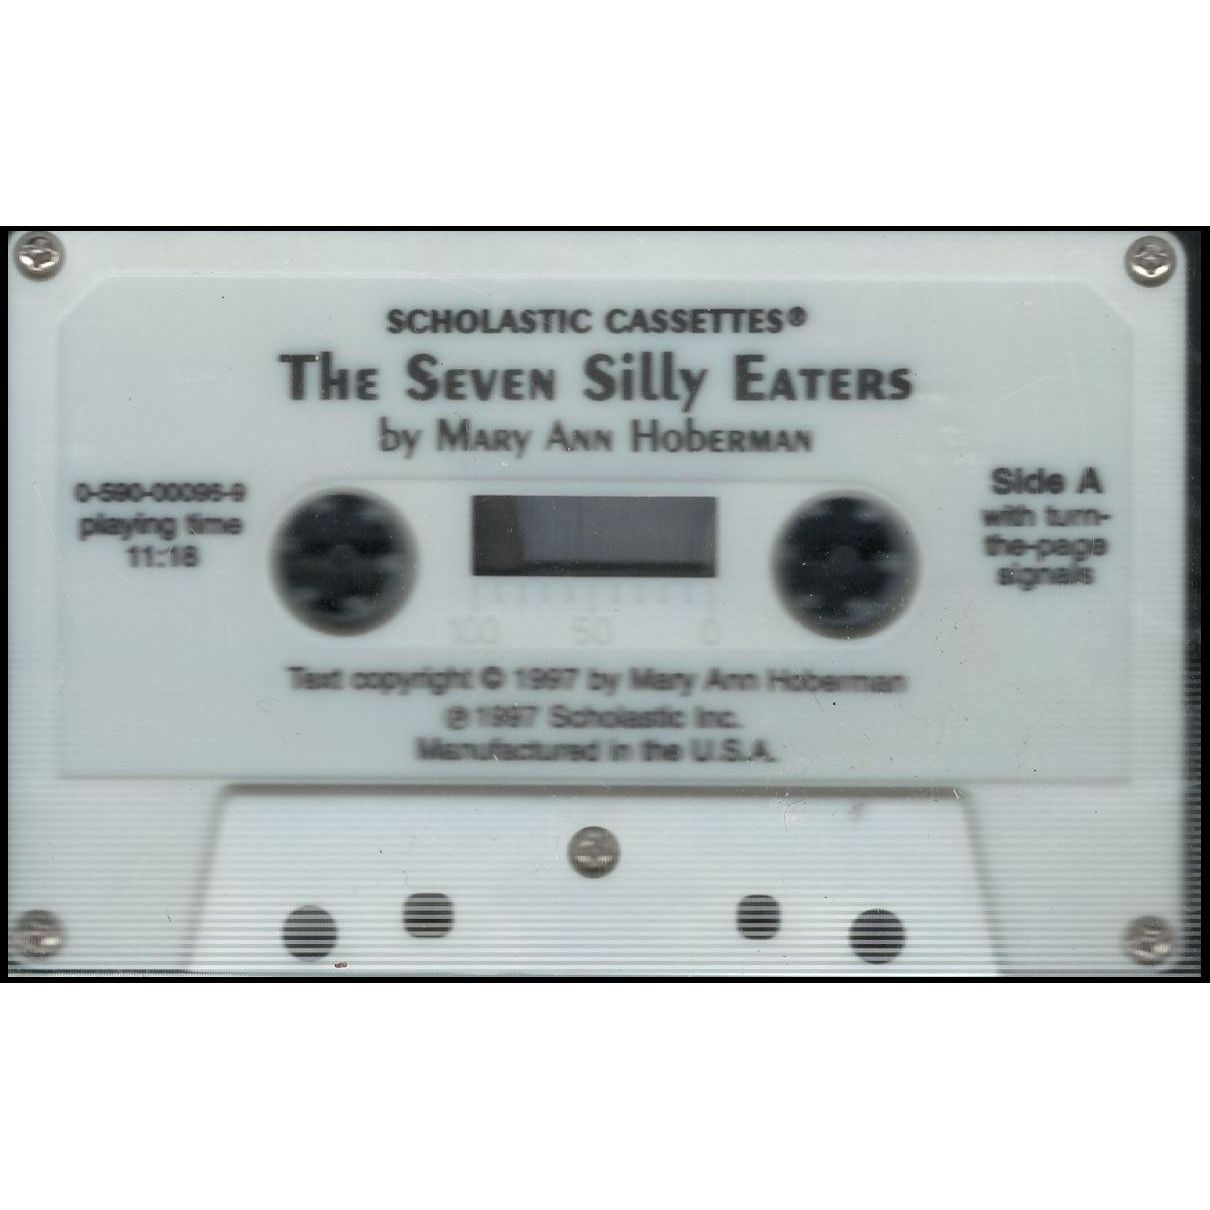 SCHOLASTIC CASSETTES®
THE SEVEN SILLY EATERS
by MARY ANN HOBERMAN
0-590-00096-9
playing time
11:18
Side A
with turn-
the-page
signals
100 50 0
Text copyright © 1997 by Mary Ann Hoberman
℗ 1997 Scholastic Inc.
Manufactured in the U.S.A.